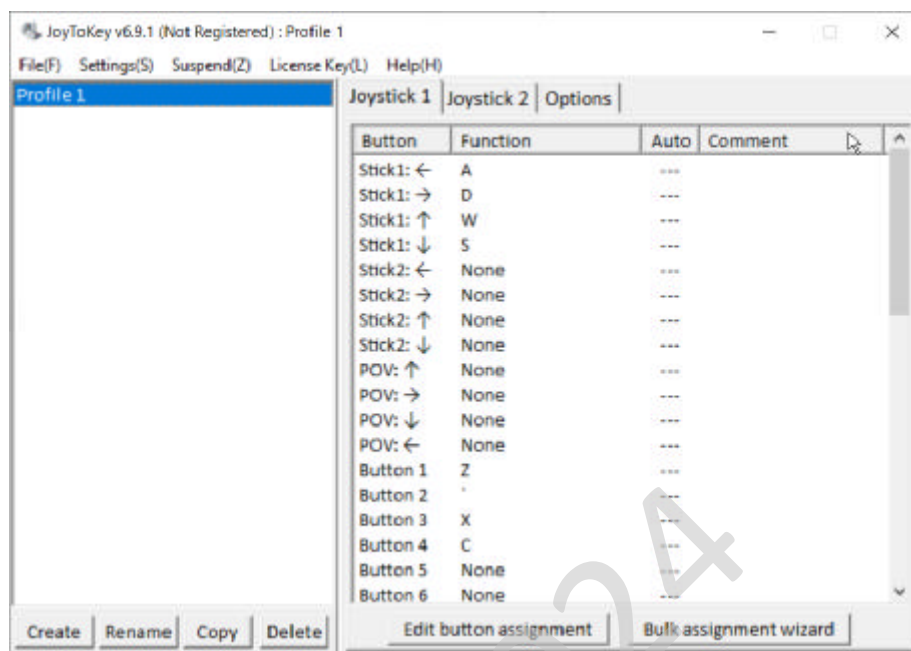 JoyToKey v6.9.1 (Not Registered) : Profile 1
File(F) Settings(S) Suspend(Z) License Key(L) Help(H)
Profile 1
Joystick 1 Joystick 2 Options
Button Function Auto Comment
Stick1: ← A ---
Stick1: → D ---
Stick1: ↑ W ---
Stick1: ↓ S ---
Stick2: ← None ---
Stick2: → None ---
Stick2: ↑ None ---
Stick2: ↓ None ---
POV: ↑ None ---
POV: → None ---
POV: ↓ None ---
POV: ← None ---
Button 1 Z ---
Button 2 ` ---
Button 3 X ---
Button 4 C ---
Button 5 None ---
Button 6 None
Create Rename Copy Delete Edit button assignment Bulk assignment wizard
24